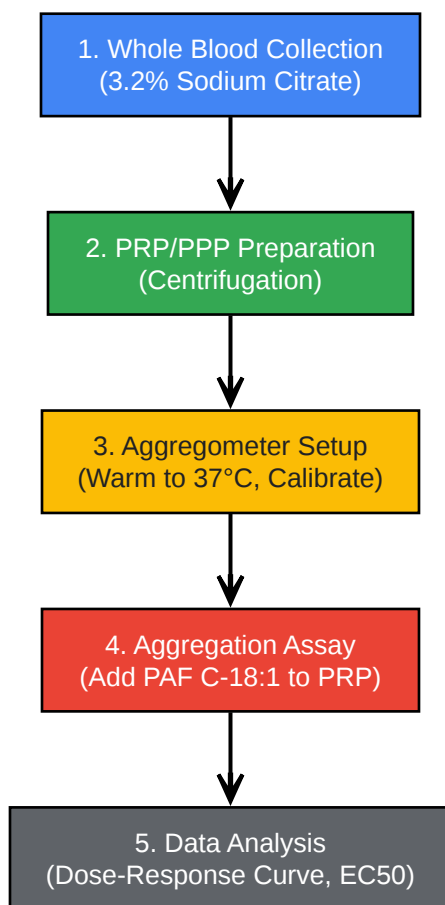 1. Whole Blood Collection
(3.2% Sodium Citrate)
2. PRP/PPP Preparation
(Centrifugation)
3. Aggregometer Setup
(Warm to 37°C, Calibrate)
4. Aggregation Assay
(Add PAF C-18:1 to PRP)
5. Data Analysis
(Dose-Response Curve, EC50)